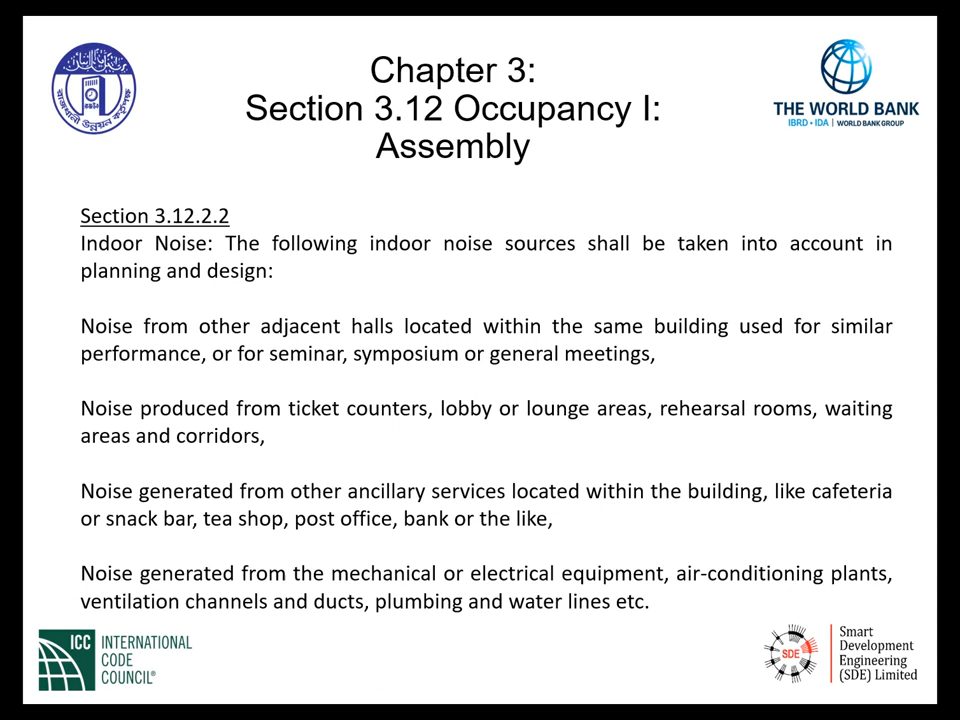 Chapter 3:
Section 3.12 Occupancy I:
Assembly
THE WORLD BANK
IBRD • IDA | WORLD BANK GROUP
রাজধানী উন্নয়ন কর্তৃপক্ষ
Section 3.12.2.2
Indoor Noise: The following indoor noise sources shall be taken into account in
planning and design:
Noise from other adjacent halls located within the same building used for similar
performance, or for seminar, symposium or general meetings,
Noise produced from ticket counters, lobby or lounge areas, rehearsal rooms, waiting
areas and corridors,
Noise generated from other ancillary services located within the building, like cafeteria
or snack bar, tea shop, post office, bank or the like,
Noise generated from the mechanical or electrical equipment, air-conditioning plants,
ventilation channels and ducts, plumbing and water lines etc.
ICC INTERNATIONAL
CODE
COUNCIL®
SDE
Smart
Development
Engineering
(SDE) Limited